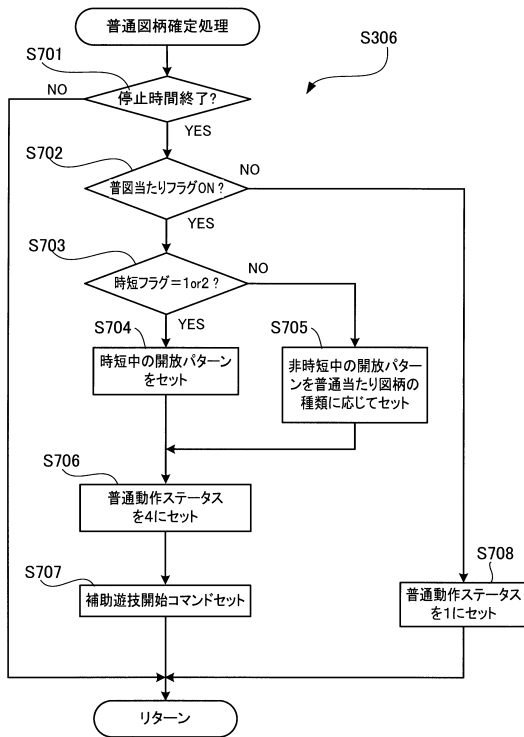 普通図柄確定処理
S306
S701
停止時間終了?
NO
YES
S702
普図当たりフラグON?
NO
YES
S703
時短フラグ=1or2?
NO
YES
S704
時短中の開放パターン
をセット
S705
非時短中の開放パターン
を普通当たり図柄の
種類に応じてセット
S706
普通動作ステータス
を4にセット
S707
補助遊技開始コマンドセット
S708
普通動作ステータス
を1にセット
リターン